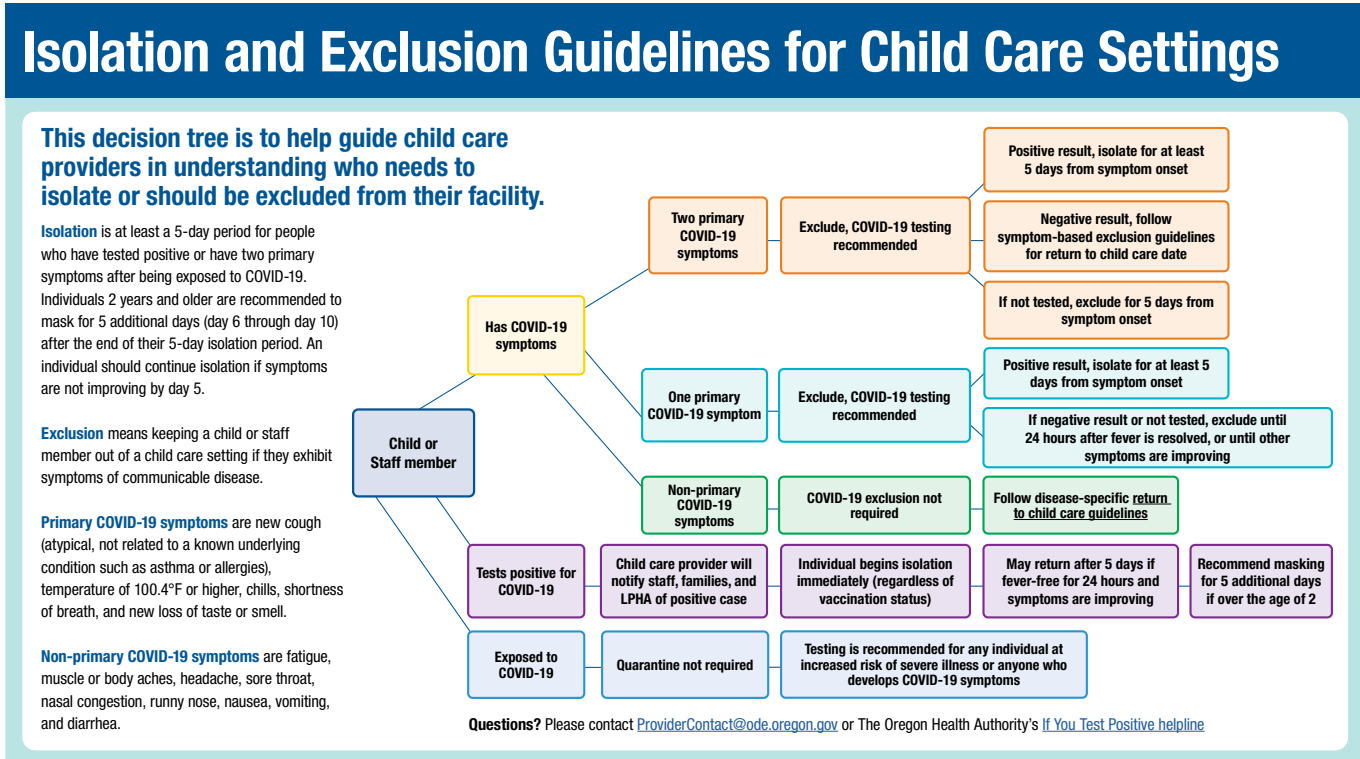 Isolation and Exclusion Guidelines for Child Care Settings
This decision tree is to help guide child care
providers in understanding who needs to
isolate or should be excluded from their facility.
Isolation is at least a 5-day period for people
who have tested positive or have two primary
symptoms after being exposed to COVID-19.
Individuals 2 years and older are recommended to
mask for 5 additional days (day 6 through day 10)
after the end of their 5-day isolation period. An
individual should continue isolation if symptoms
are not improving by day 5.
Exclusion means keeping a child or staff
member out of a child care setting if they exhibit
symptoms of communicable disease.
Primary COVID-19 symptoms are new cough
(atypical, not related to a known underlying
condition such as asthma or allergies),
temperature of 100.4°F or higher, chills, shortness
of breath, and new loss of taste or smell.
Non-primary COVID-19 symptoms are fatigue,
muscle or body aches, headache, sore throat,
nasal congestion, runny nose, nausea, vomiting,
and diarrhea.
Child or
Staff member
Has COVID-19
symptoms
Two primary
COVID-19
symptoms
Exclude, COVID-19 testing
recommended
Positive result, isolate for at least
5 days from symptom onset
Negative result, follow
symptom-based exclusion guidelines
for return to child care date
If not tested, exclude for 5 days from
symptom onset
One primary
COVID-19 symptom
Exclude, COVID-19 testing
recommended
Positive result, isolate for at least 5
days from symptom onset
If negative result or not tested, exclude until
24 hours after fever is resolved, or until other
symptoms are improving
Non-primary
COVID-19
symptoms
COVID-19 exclusion not
required
Follow disease-specific return
to child care guidelines
Tests positive for
COVID-19
Child care provider will
notify staff, families, and
LPHA of positive case
Individual begins isolation
immediately (regardless of
vaccination status)
May return after 5 days if
fever-free for 24 hours and
symptoms are improving
Recommend masking
for 5 additional days
if over the age of 2
Exposed to
COVID-19
Quarantine not required
Testing is recommended for any individual at
increased risk of severe illness or anyone who
develops COVID-19 symptoms
Questions? Please contact ProviderContact@ode.oregon.gov or The Oregon Health Authority's If You Test Positive helpline